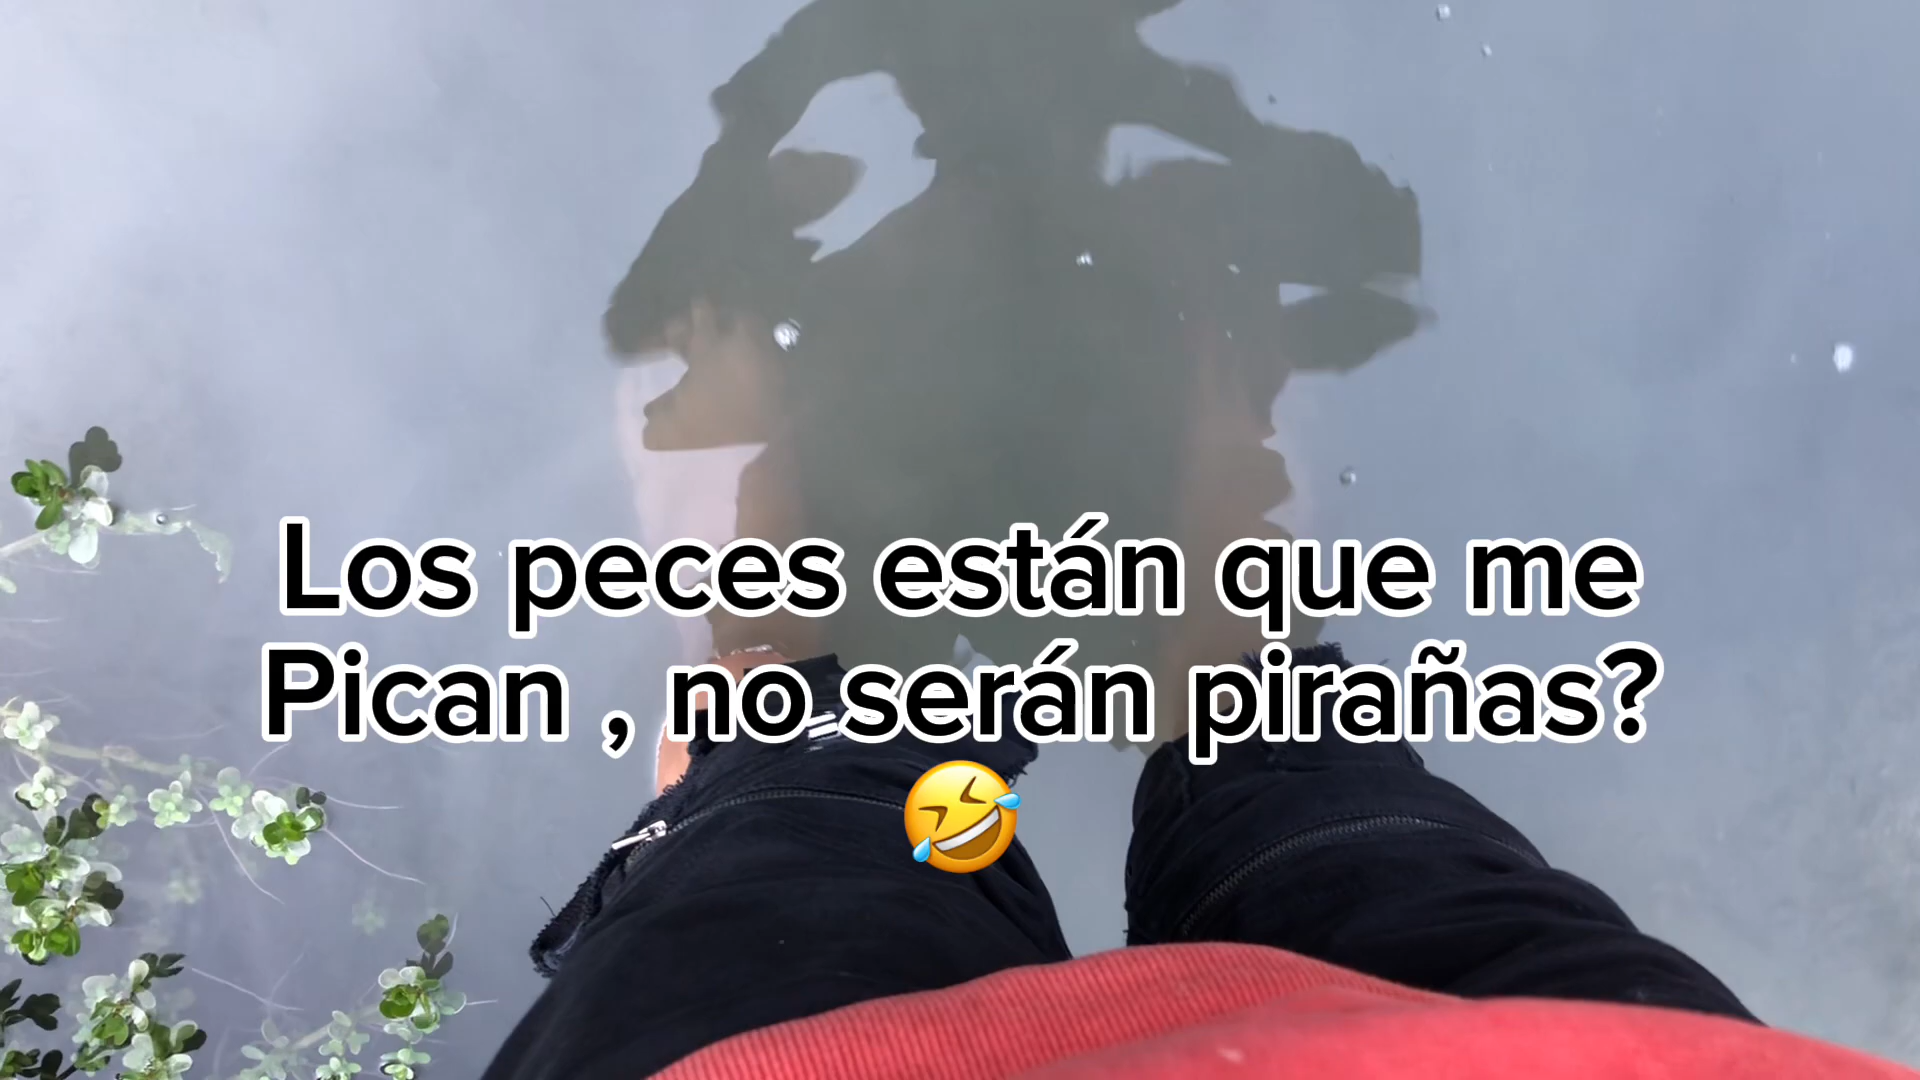 Los peces están que me
Pican , no serán pirañas?
🤣